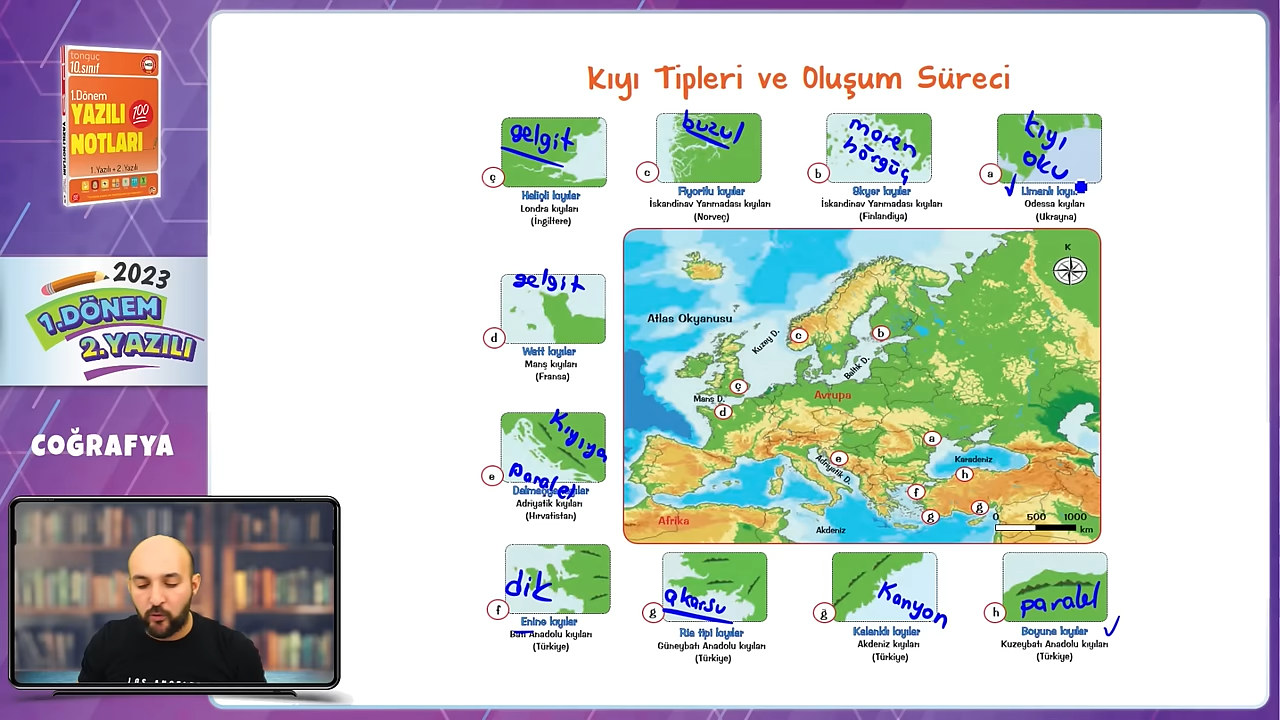 tonguç
10.sınıf
1.Dönem
YAZILI
100
NOTLARI
1. Yazılı + 2. Yazılı
YAZILI NOTLARI
2023
1.DÖNEM
2.YAZILI
COĞRAFYA
LOS ANGELES
Kıyı Tipleri ve Oluşum Süreci
gelgit
ç
Haliçli kıyılar
Londra kıyıları
(İngiltere)
buzul
c
Fiyortlu kıyılar
İskandinav Yarımadası kıyıları
(Norveç)
moren
hörgüç
b
Skyer kıyılar
İskandinav Yarımadası kıyıları
(Finlandiya)
kıyı
oku
a
Limanlı
Odessa kıyıları
(Ukrayna)
gelgit
d
Watt kıyılar
Manş kıyıları
(Fransa)
Kıyıya
paralel
e
Adriyatik kıyıları
(Hırvatistan)
K
Atlas Okyanusu
Kuzey D.
c
b
Baltık D.
ç
Manş D.
d
Avrupa
a
Karadeniz
e
Adriyatik D.
h
f
g
ğ
Afrika
Akdeniz
0 500 1000
km
dik
f
Enine kıyılar
Batı Anadolu kıyıları
(Türkiye)
akarsu
g
Ria tipi kıyılar
Güneybatı Anadolu kıyıları
(Türkiye)
Kanyon
ğ
Kalanklı kıyılar
Akdeniz kıyıları
(Türkiye)
paralel
h
Boyuna kıyılar
Kuzeybatı Anadolu kıyıları
(Türkiye)